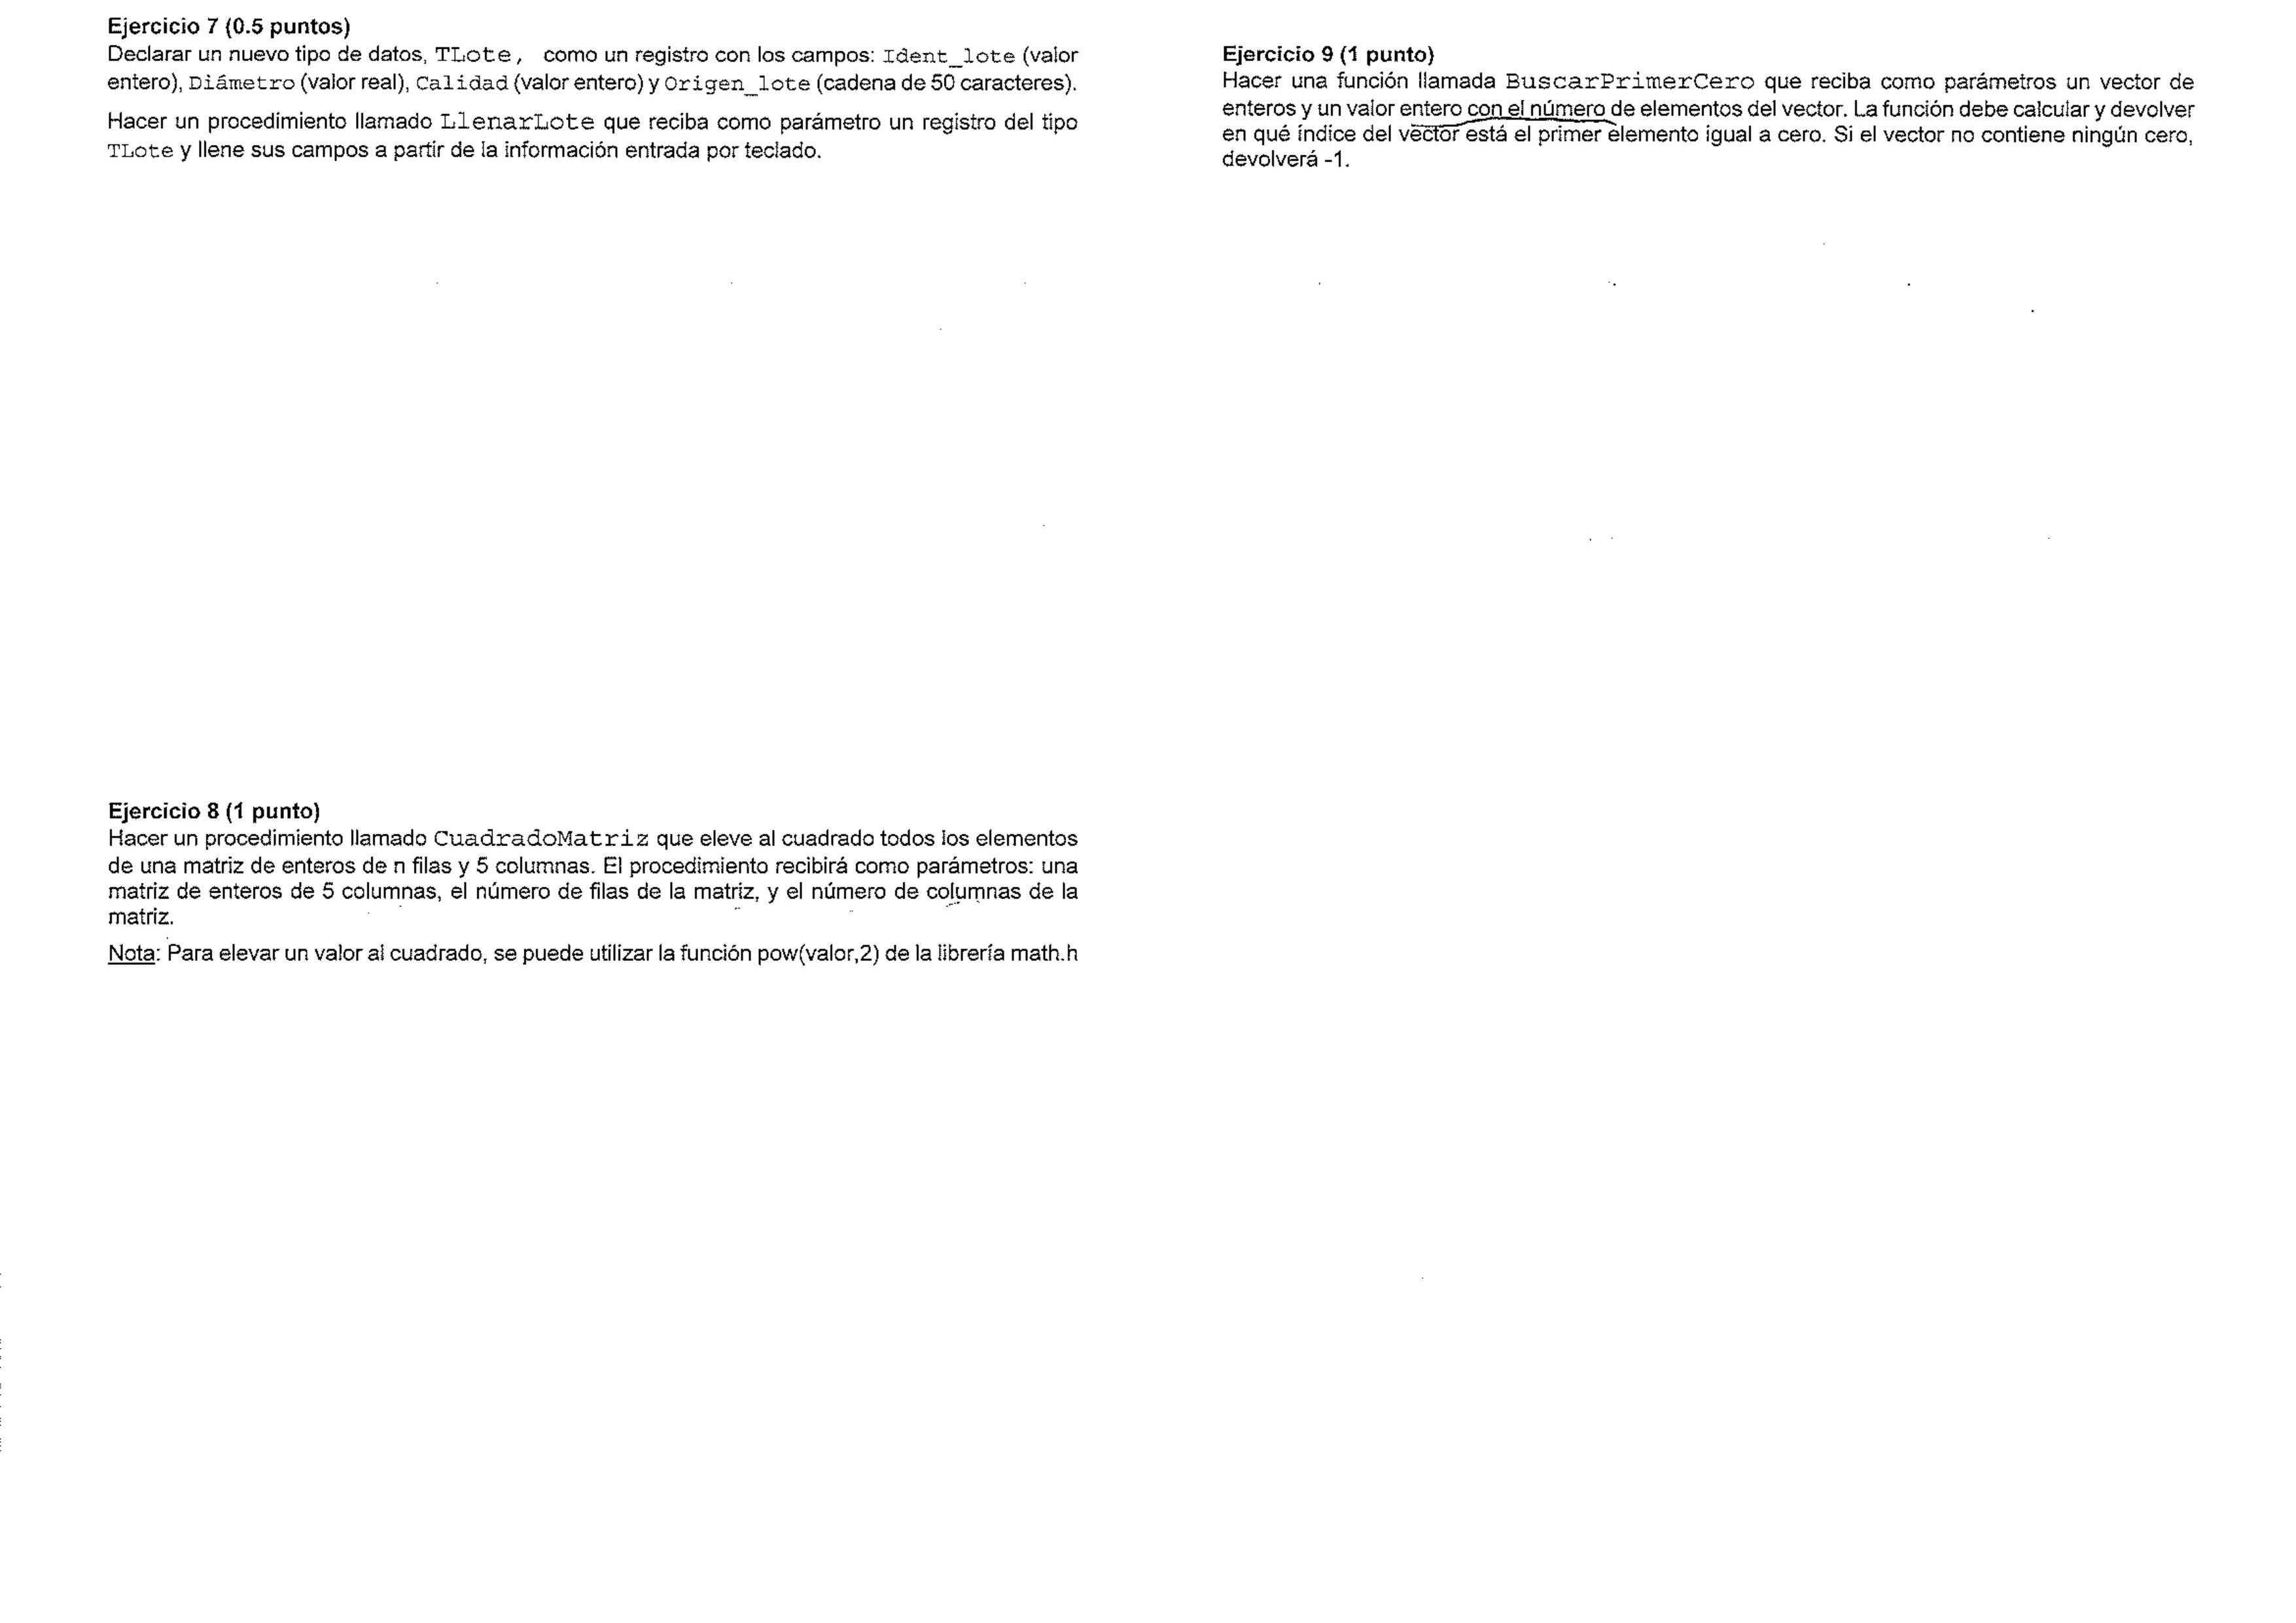 Ejercicio 7 (0.5 puntos)
Declarar un nuevo tipo de datos, TLote, como un registro con los campos: Ident_lote (valor
entero), Diámetro (valor real), Calidad (valor entero) y Origen_lote (cadena de 50 caracteres).
Hacer un procedimiento llamado LlenarLote que reciba como parámetro un registro del tipo
TLote y llene sus campos a partir de la información entrada por teclado.
Ejercicio 8 (1 punto)
Hacer un procedimiento llamado CuadradoMatriz que eleve al cuadrado todos los elementos
de una matriz de enteros de n filas y 5 columnas. El procedimiento recibirá como parámetros: una
matriz de enteros de 5 columnas, el número de filas de la matriz, y el número de columnas de la
matriz.
Nota: Para elevar un valor al cuadrado, se puede utilizar la función pow(valor,2) de la librería math.h
Ejercicio 9 (1 punto)
Hacer una función llamada BuscarPrimerCero que reciba como parámetros un vector de
enteros y un valor entero con el número de elementos del vector. La función debe calcular y devolver
en qué índice del vector está el primer elemento igual a cero. Si el vector no contiene ningún cero,
devolverá -1.